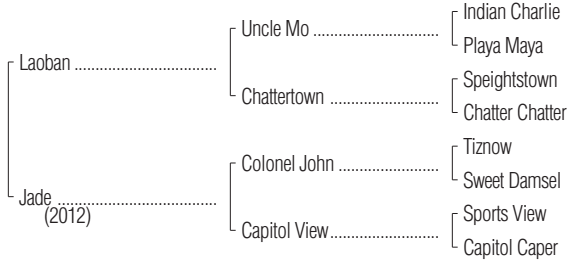 Indian Charlie
Uncle Mo ................................
Playa Maya
Laoban ....................................
Speightstown
Chattertown ...........................
Chatter Chatter
Tiznow
Colonel John .........................
Sweet Damsel
Jade ........................................
(2012)
Sports View
Capitol View ...........................
Capitol Caper